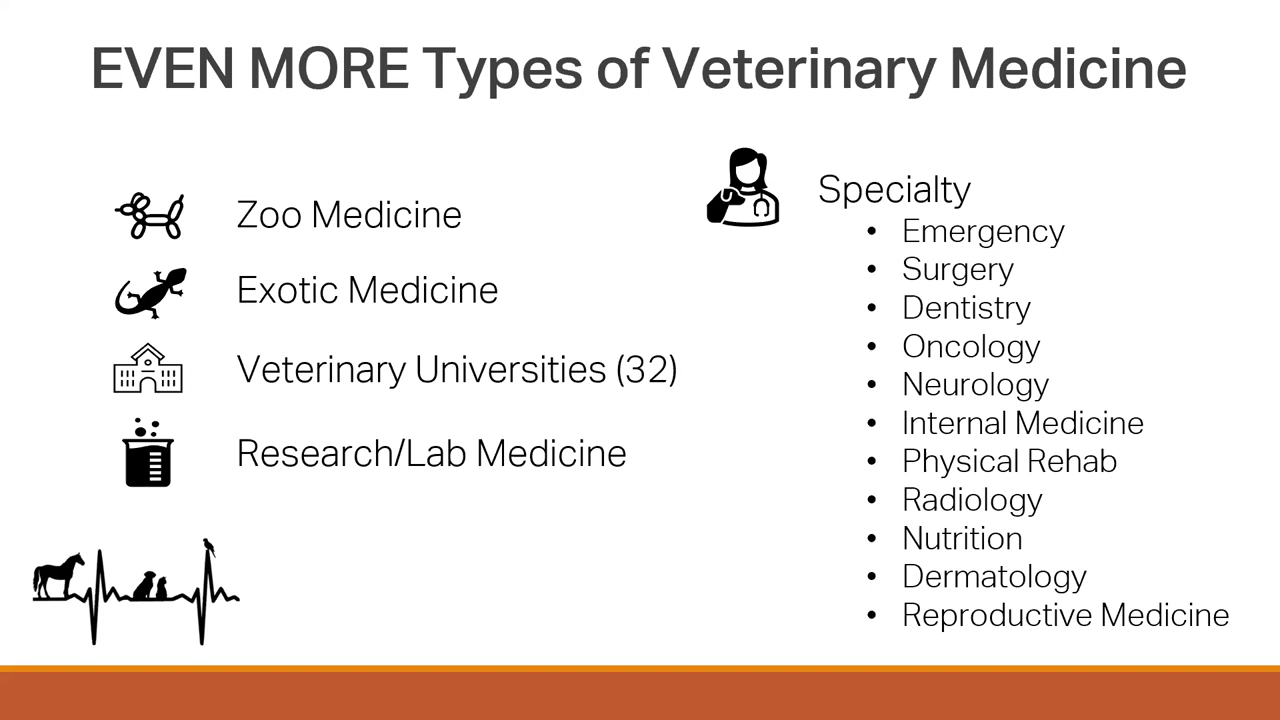 EVEN MORE Types of Veterinary Medicine
Zoo Medicine
Exotic Medicine
Veterinary Universities (32)
Research/Lab Medicine
Specialty
• Emergency
• Surgery
• Dentistry
• Oncology
• Neurology
• Internal Medicine
• Physical Rehab
• Radiology
• Nutrition
• Dermatology
• Reproductive Medicine